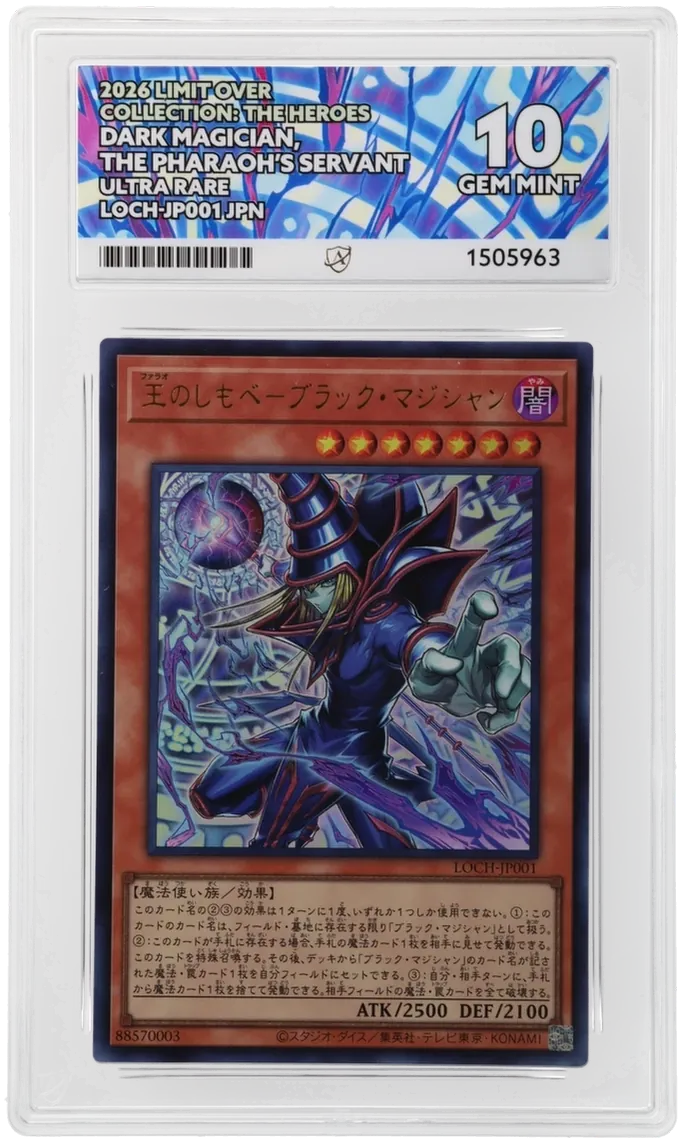 2026 LIMIT OVER
COLLECTION: THE HEROES
DARK MAGICIAN,
THE PHARAOH'S SERVANT
ULTRA RARE
LOCH-JP001 JPN
10
GEM MINT
1505963
ファラオ
王のしもべーブラック・マジシャン
やみ
闇
LOCH-JP001
【魔法使い族／効果】
このカード名の②③の効果は1ターンに1度、いずれか1つしか使用できない。①：この
カードのカード名は、フィールド・墓地に存在する限り「ブラック・マジシャン」として扱う。
②：このカードが手札に存在する場合、手札の魔法カード1枚を相手に見せて発動できる。
このカードを特殊召喚する。その後、デッキから「ブラック・マジシャン」のカード名が記さ
れた魔法・罠カード1枚を自分フィールドにセットできる。③：自分・相手ターンに、手札
から魔法カード1枚を捨てて発動できる。相手フィールドの魔法・罠カードを全て破壊する。
ATK/2500 DEF/2100
88570003
©スタジオ・ダイス／集英社・テレビ東京・KONAMI